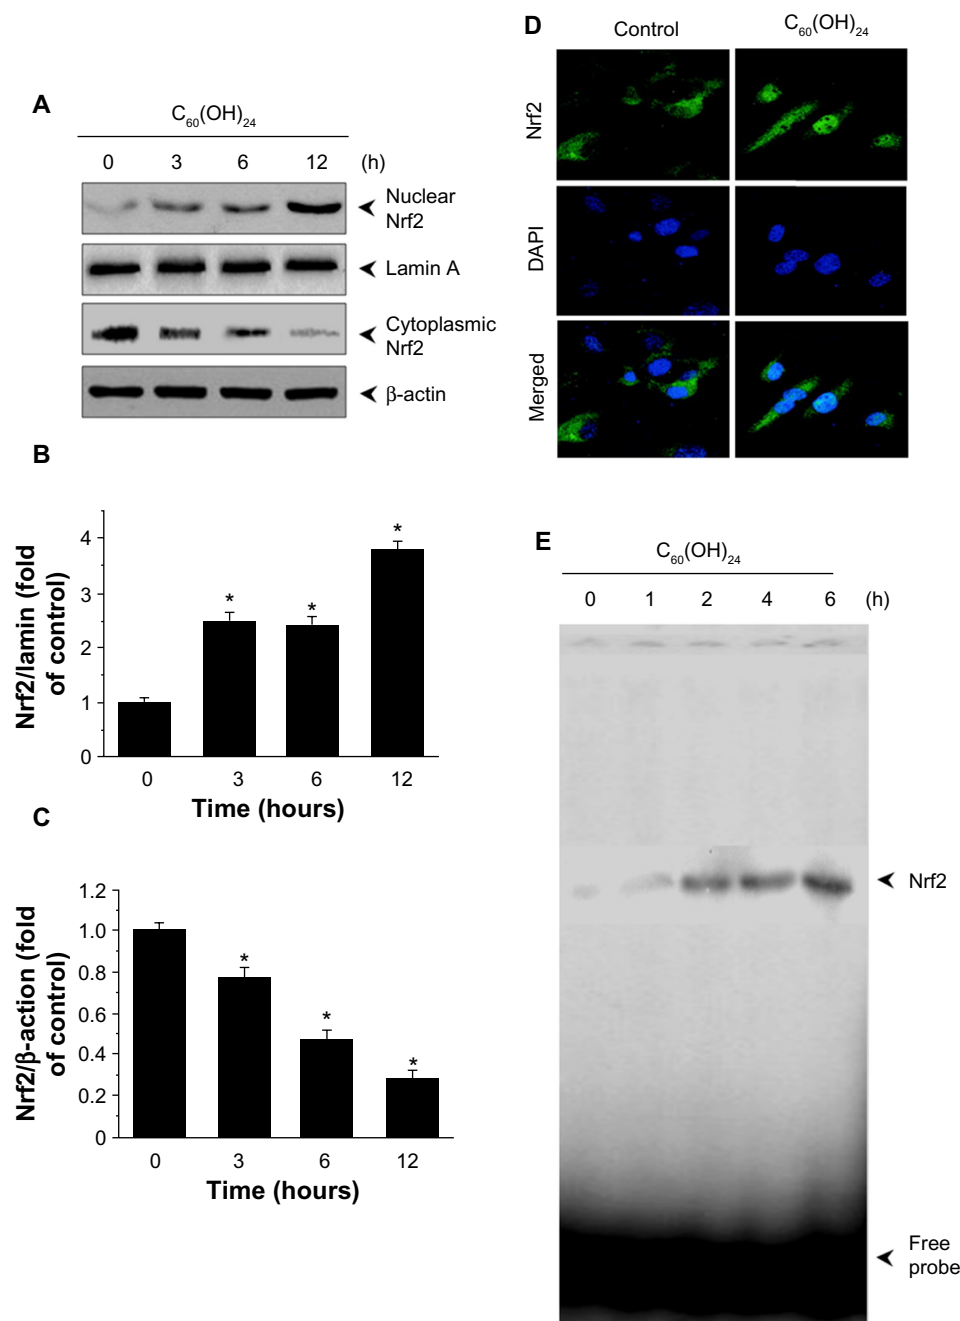 A
C60(OH)24
0 3 6 12 (h)
Nuclear
Nrf2
Lamin A
Cytoplasmic
Nrf2
β-actin
B
Nrf2/lamin (fold
of control)
4
3
2
1
0
*
*
*
0 3 6 12
Time (hours)
C
Nrf2/β-action (fold
of control)
1.2
1.0
0.8
0.6
0.4
0.2
0
*
*
*
0 3 6 12
Time (hours)
D
Control C60(OH)24
Nrf2
DAPI
Merged
E
C60(OH)24
0 1 2 4 6 (h)
Nrf2
Free
probe